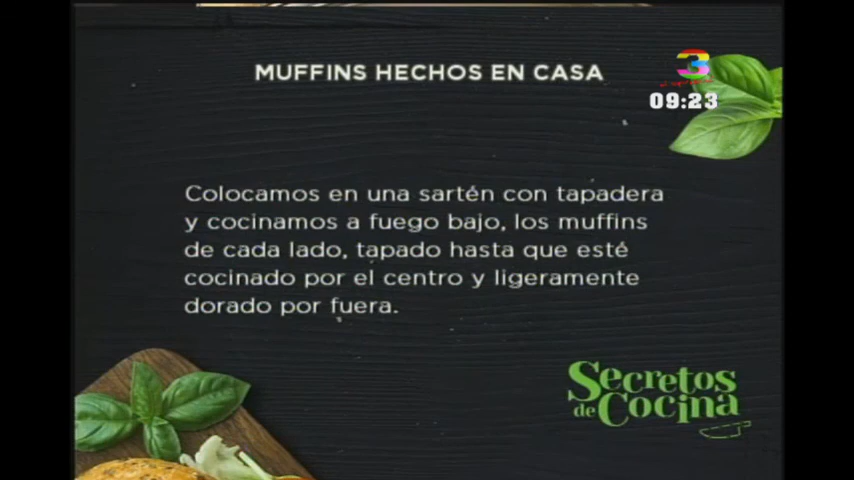 MUFFINS HECHOS EN CASA
3
09:23
Colocamos en una sartén con tapadera
y cocinamos a fuego bajo, los muffins
de cada lado, tapado hasta que esté
cocinado por el centro y ligeramente
dorado por fuera.
Secretos
de Cocina